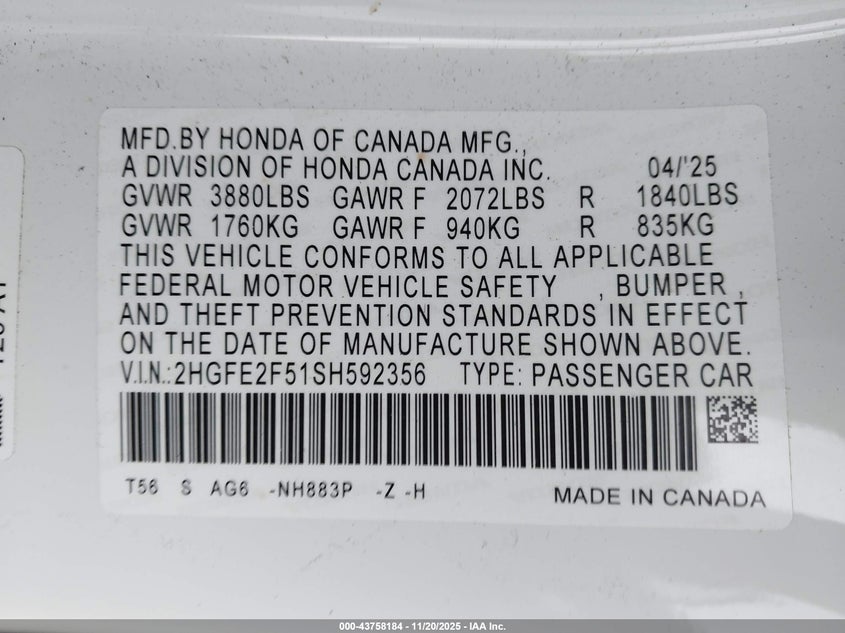 MFD.BY HONDA OF CANADA MFG.,
A DIVISION OF HONDA CANADA INC. 04/'25
GVWR 3880LBS GAWR F 2072LBS R 1840LBS
GVWR 1760KG GAWR F 940KG R 835KG
THIS VEHICLE CONFORMS TO ALL APPLICABLE
FEDERAL MOTOR VEHICLE SAFETY , BUMPER ,
AND THEFT PREVENTION STANDARDS IN EFFECT
ON THE DATE OF MANUFACTURE SHOWN ABOVE.
V.I.N.:2HGFE2F51SH592356 TYPE: PASSENGER CAR
T56 S AG6 -NH883P -Z -H
MADE IN CANADA
000-43758184 - 11/20/2025 - IAA Inc.